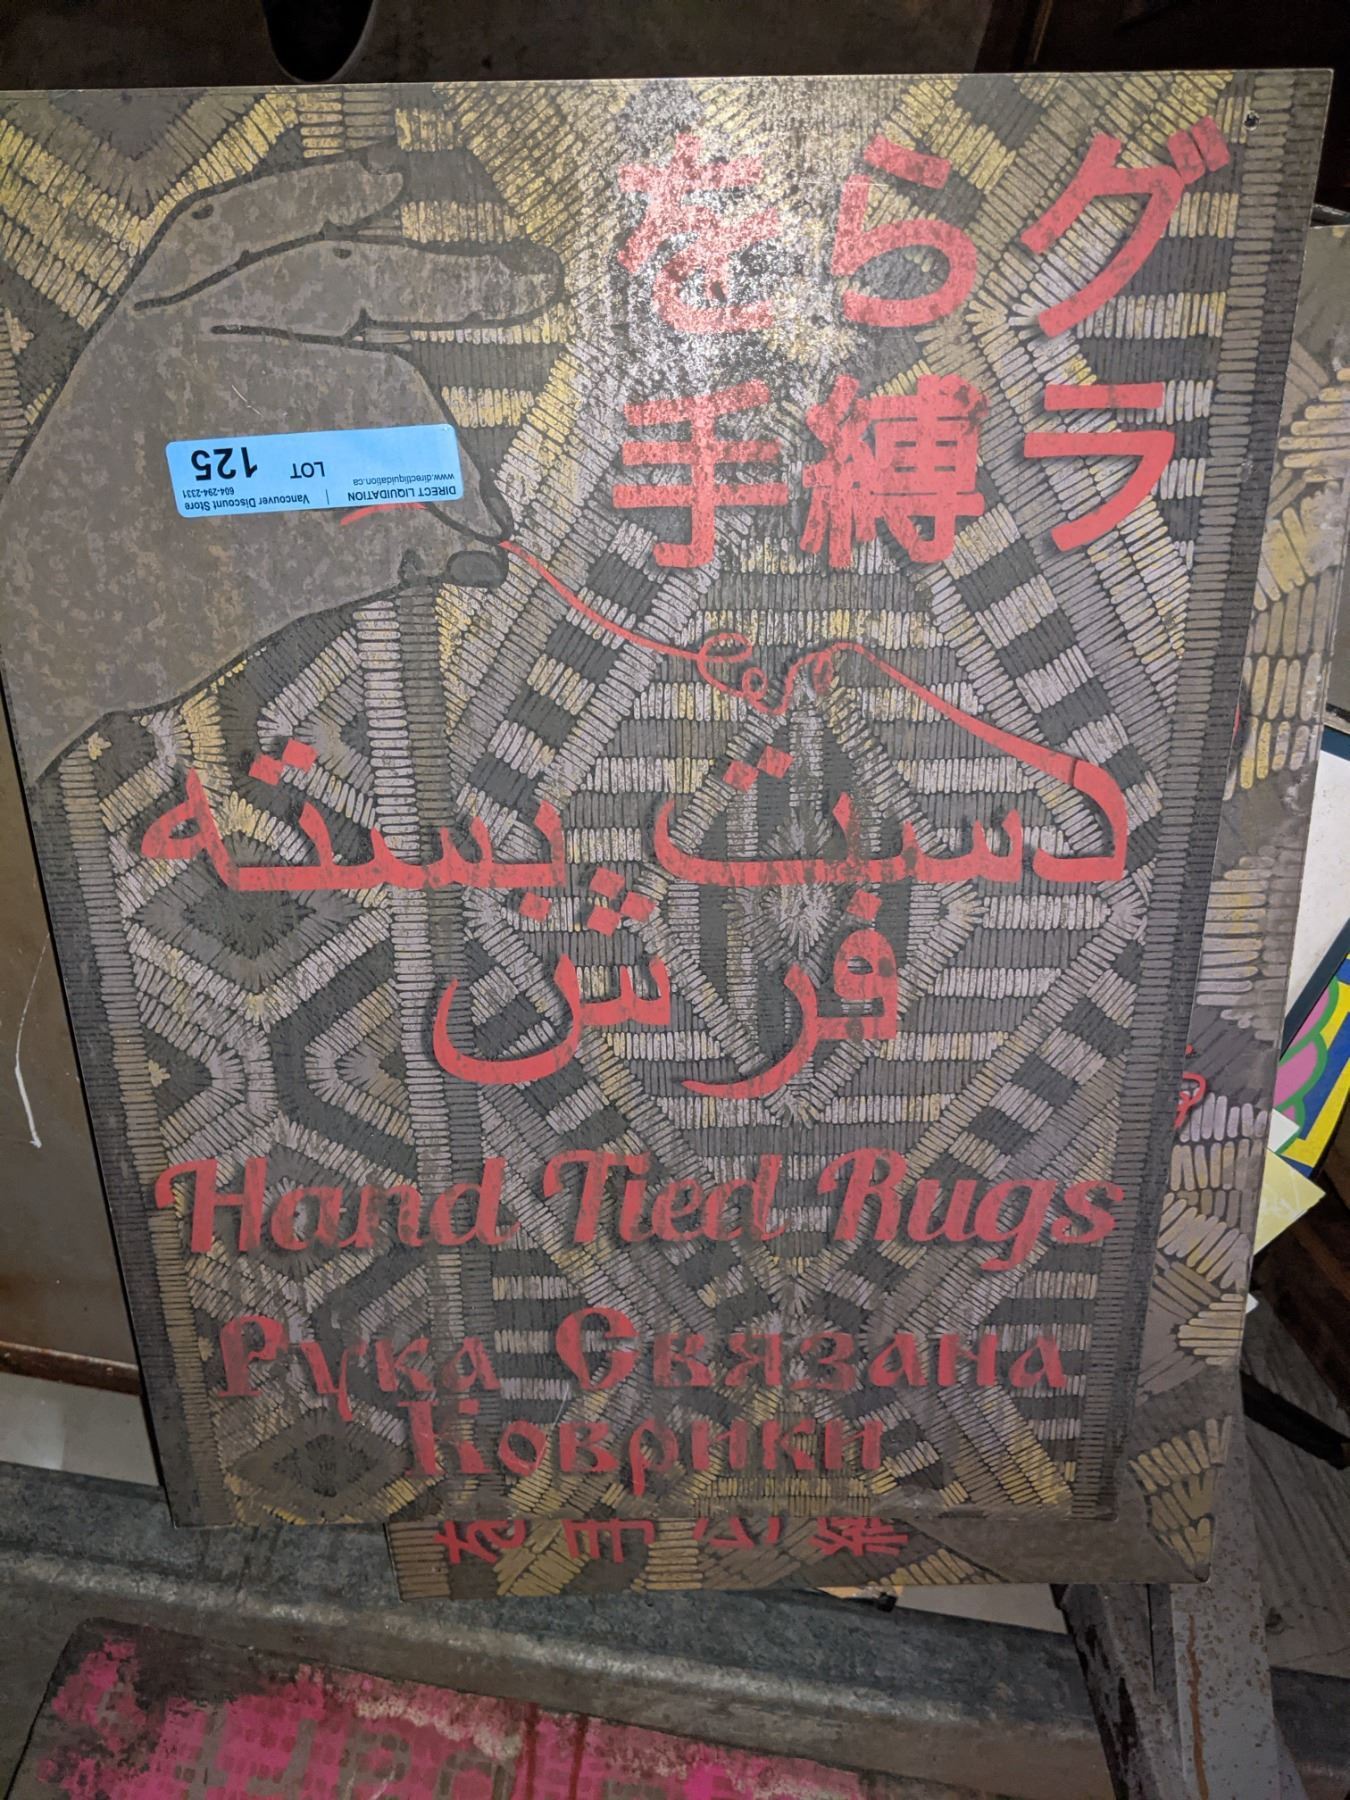 グラ
ら縛
を手
DIRECT LIQUIDATION | Vancouver Discount Store
www.directliquidation.ca 604-294-2331
LOT 125
دست بسته
فرش
Hand Tied Rugs
Рука Связана
Коврики